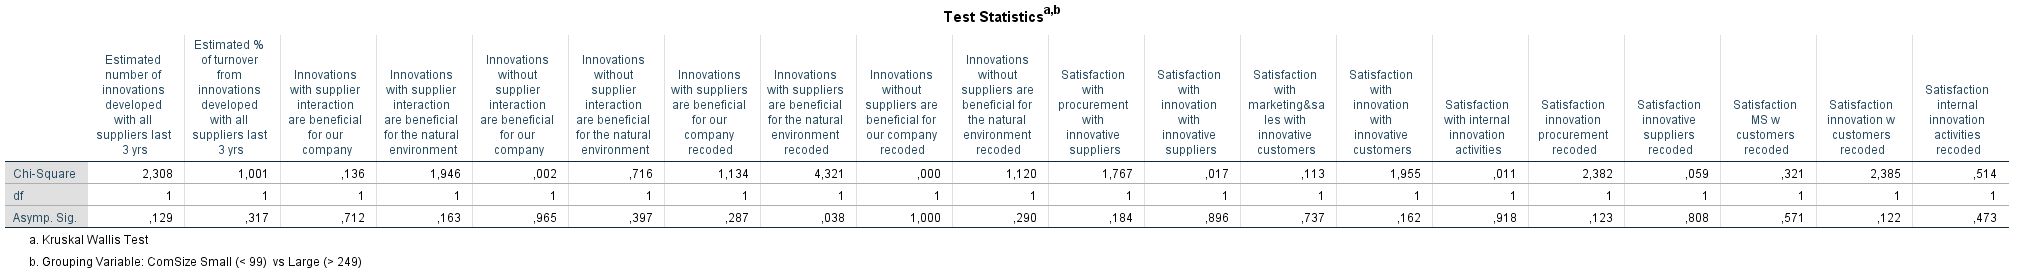 Test Statistics a,b
Estimated number of innovations developed with all suppliers last 3 yrs
Estimated % of turnover from innovations developed with all suppliers last 3 yrs
Innovations with supplier interaction are beneficial for our company
Innovations with supplier interaction are beneficial for the natural environment
Innovations without supplier interaction are beneficial for our company
Innovations without supplier interaction are beneficial for the natural environment
Innovations with suppliers are beneficial for our company recoded
Innovations with suppliers are beneficial for the natural environment recoded
Innovations without suppliers are beneficial for our company recoded
Innovations without suppliers are beneficial for the natural environment recoded
Satisfaction with procurement with innovative suppliers
Satisfaction with innovation with innovative suppliers
Satisfaction with marketing&sa les with innovative customers
Satisfaction with innovation with innovative customers
Satisfaction with internal innovation activities
Satisfaction innovation procurement recoded
Satisfaction innovative suppliers recoded
Satisfaction MS w customers recoded
Satisfaction innovation w customers recoded
Satisfaction internal innovation activities recoded
Chi-Square 2,308 1,001 ,136 1,946 ,002 ,716 1,134 4,321 ,000 1,120 1,767 ,017 ,113 1,955 ,011 2,382 ,059 ,321 2,385 ,514
df 1 1 1 1 1 1 1 1 1 1 1 1 1 1 1 1 1 1 1 1
Asymp. Sig. ,129 ,317 ,712 ,163 ,965 ,397 ,287 ,038 1,000 ,290 ,184 ,896 ,737 ,162 ,918 ,123 ,808 ,571 ,122 ,473
a. Kruskal Wallis Test
b. Grouping Variable: ComSize Small (< 99) vs Large (> 249)